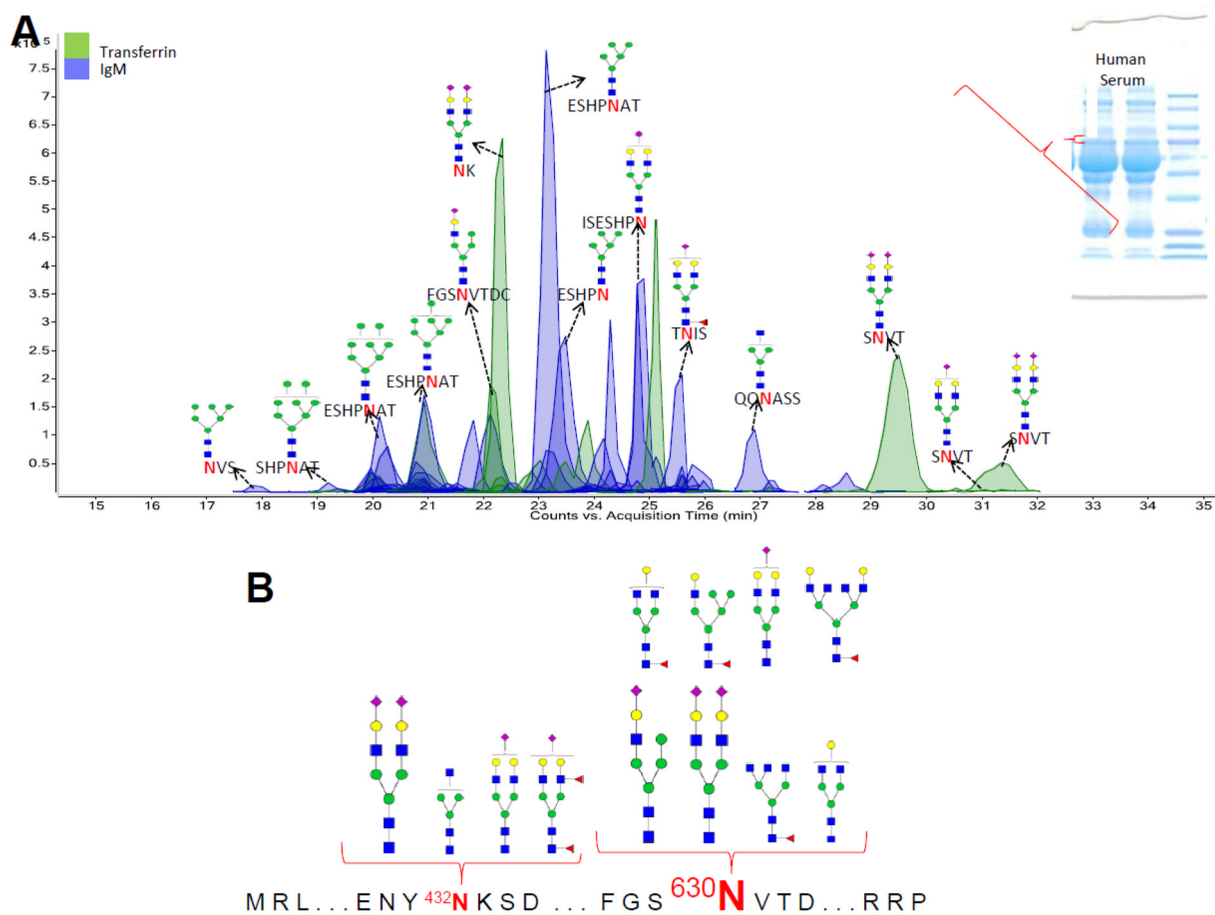 A
x10 5
Transferrin
IgM
7.5
7
6.5
6
5.5
5
4.5
4
3.5
3
2.5
2
1.5
1
0.5
NVS
SHPNAT
ESHPNAT
ESHPNAT
FGSNVTDC
NK
ESHPNAT
ESHPN
ISESHPN
TNIS
QQNASS
SNVT
SNVT
SNVT
Human
Serum
15 16 17 18 19 20 21 22 23 24 25 26 27 28 29 30 31 32 33 34 35
Counts vs. Acquisition Time (min)
B
MRL...ENY 432N KSD ... FGS 630N VTD...RRP